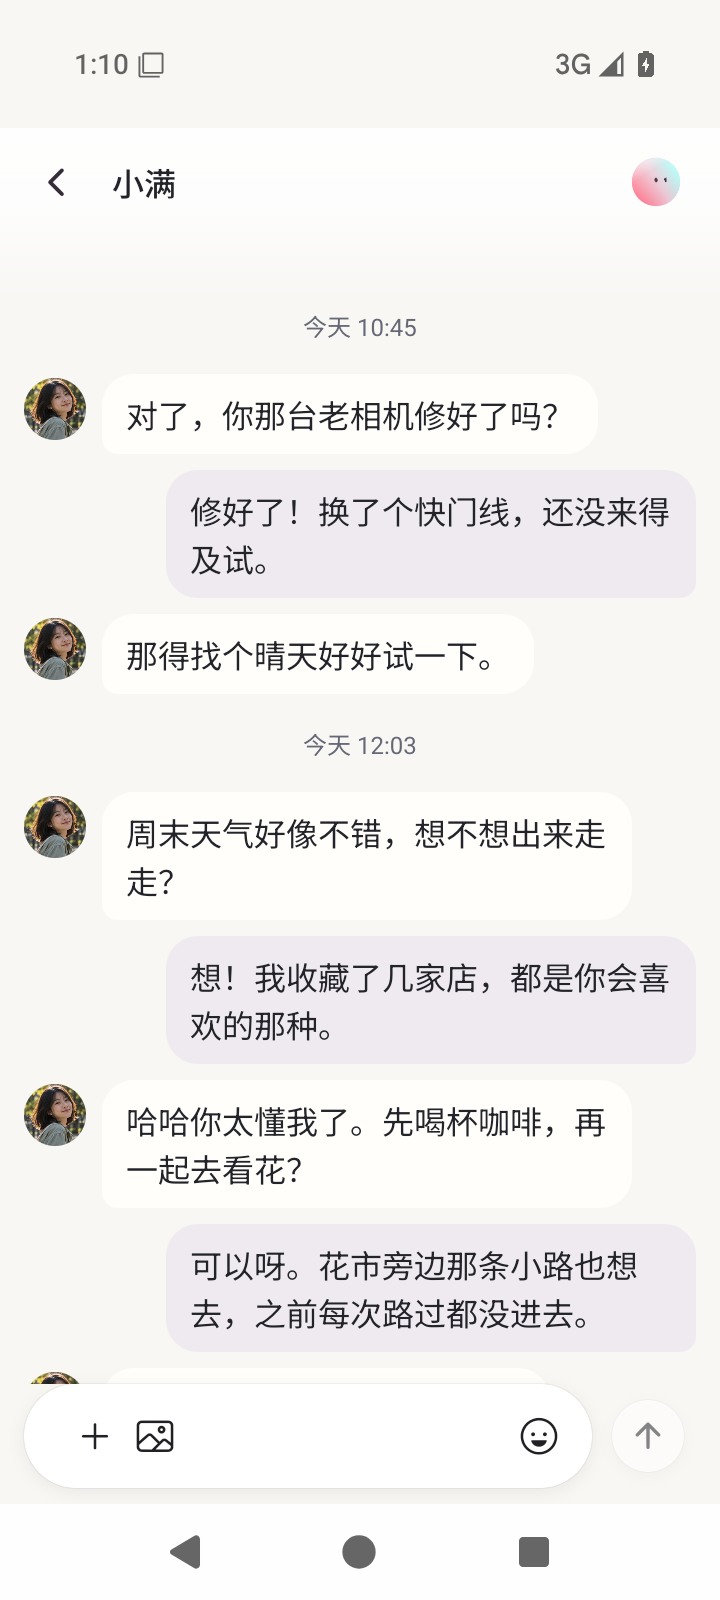 1:10
3G
小满
今天 10:45
对了，你那台老相机修好了吗？
修好了！换了个快门线，还没来得
及试。
那得找个晴天好好试一下。
今天 12:03
周末天气好像不错，想不想出来走
走？
想！我收藏了几家店，都是你会喜
欢的那种。
哈哈你太懂我了。先喝杯咖啡，再
一起去看花？
可以呀。花市旁边那条小路也想
去，之前每次路过都没进去。